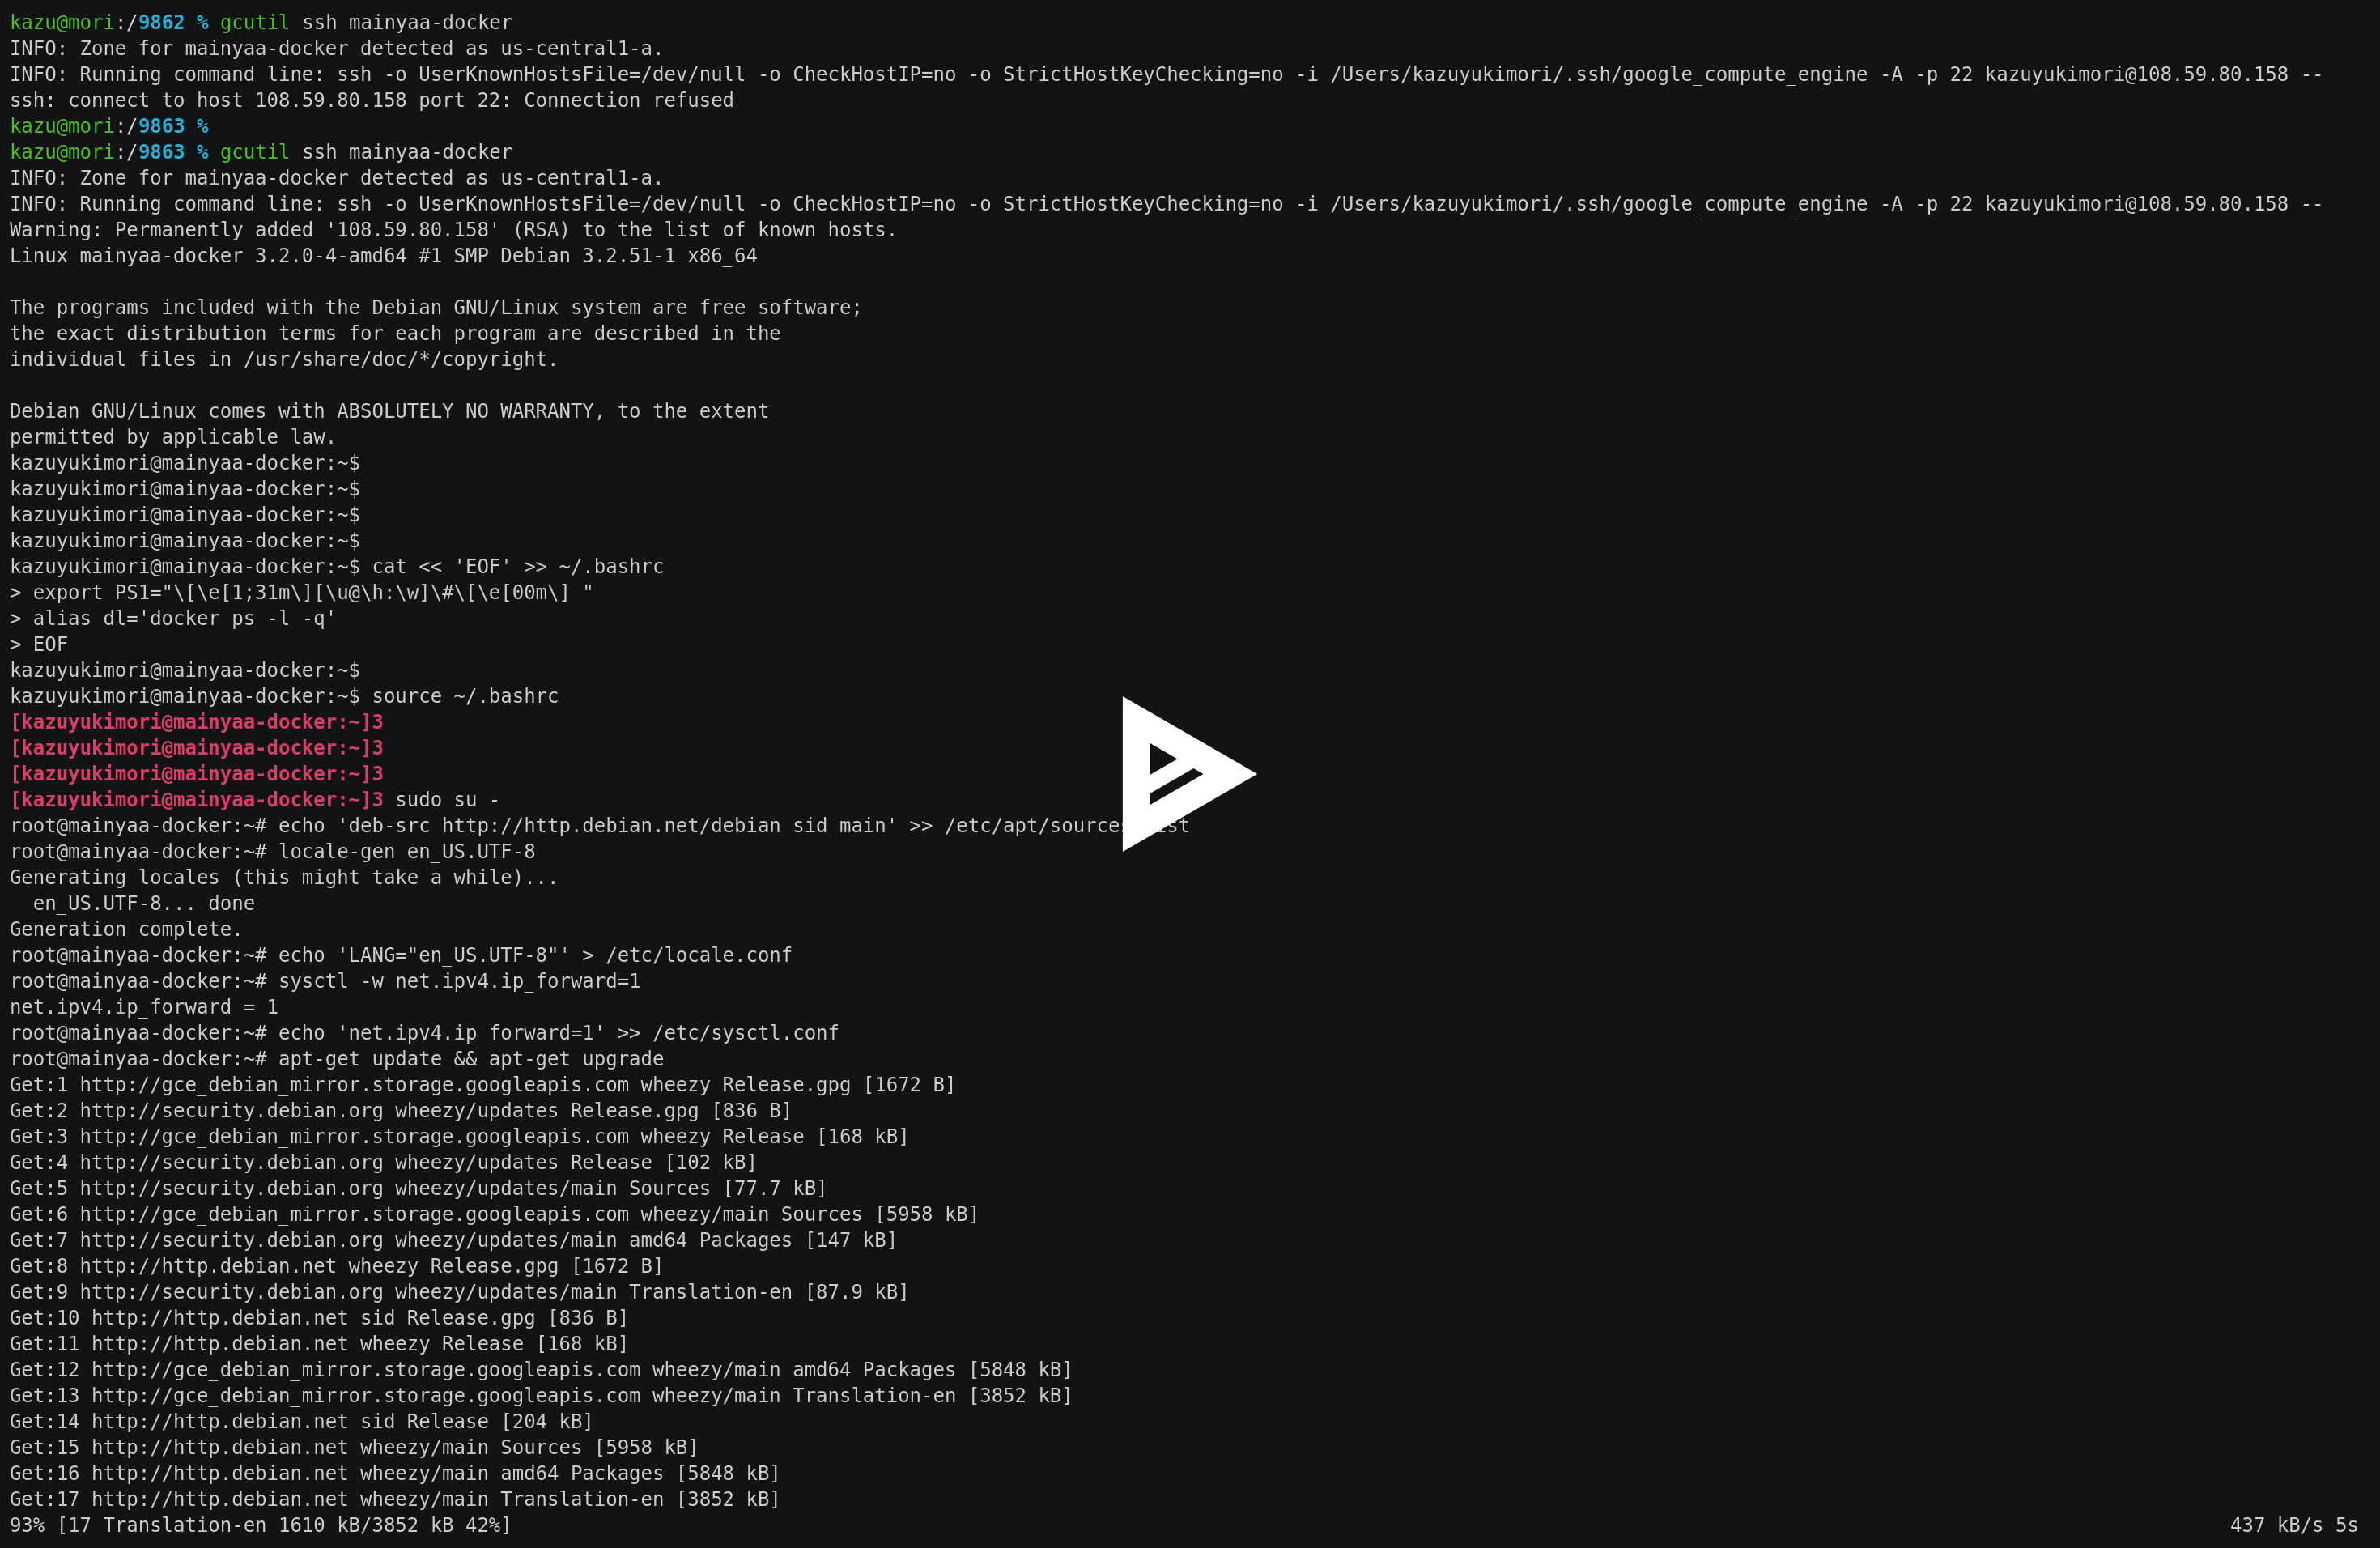 kazu@mori:/9862 % gcutil ssh mainyaa-docker
INFO: Zone for mainyaa-docker detected as us-central1-a.
INFO: Running command line: ssh -o UserKnownHostsFile=/dev/null -o CheckHostIP=no -o StrictHostKeyChecking=no -i /Users/kazuyukimori/.ssh/google_compute_engine -A -p 22 kazuyukimori@108.59.80.158 --
ssh: connect to host 108.59.80.158 port 22: Connection refused
kazu@mori:/9863 %
kazu@mori:/9863 % gcutil ssh mainyaa-docker
INFO: Zone for mainyaa-docker detected as us-central1-a.
INFO: Running command line: ssh -o UserKnownHostsFile=/dev/null -o CheckHostIP=no -o StrictHostKeyChecking=no -i /Users/kazuyukimori/.ssh/google_compute_engine -A -p 22 kazuyukimori@108.59.80.158 --
Warning: Permanently added '108.59.80.158' (RSA) to the list of known hosts.
Linux mainyaa-docker 3.2.0-4-amd64 #1 SMP Debian 3.2.51-1 x86_64

The programs included with the Debian GNU/Linux system are free software;
the exact distribution terms for each program are described in the
individual files in /usr/share/doc/*/copyright.

Debian GNU/Linux comes with ABSOLUTELY NO WARRANTY, to the extent
permitted by applicable law.
kazuyukimori@mainyaa-docker:~$
kazuyukimori@mainyaa-docker:~$
kazuyukimori@mainyaa-docker:~$
kazuyukimori@mainyaa-docker:~$
kazuyukimori@mainyaa-docker:~$ cat << 'EOF' >> ~/.bashrc
> export PS1="\[\e[1;31m\][\u@\h:\w]\#\[\e[00m\] "
> alias dl='docker ps -l -q'
> EOF
kazuyukimori@mainyaa-docker:~$
kazuyukimori@mainyaa-docker:~$ source ~/.bashrc
[kazuyukimori@mainyaa-docker:~]3
[kazuyukimori@mainyaa-docker:~]3
[kazuyukimori@mainyaa-docker:~]3
[kazuyukimori@mainyaa-docker:~]3 sudo su -
root@mainyaa-docker:~# echo 'deb-src http://http.debian.net/debian sid main' >> /etc/apt/sources.list
root@mainyaa-docker:~# locale-gen en_US.UTF-8
Generating locales (this might take a while)...
  en_US.UTF-8... done
Generation complete.
root@mainyaa-docker:~# echo 'LANG="en_US.UTF-8"' > /etc/locale.conf
root@mainyaa-docker:~# sysctl -w net.ipv4.ip_forward=1
net.ipv4.ip_forward = 1
root@mainyaa-docker:~# echo 'net.ipv4.ip_forward=1' >> /etc/sysctl.conf
root@mainyaa-docker:~# apt-get update && apt-get upgrade
Get:1 http://gce_debian_mirror.storage.googleapis.com wheezy Release.gpg [1672 B]
Get:2 http://security.debian.org wheezy/updates Release.gpg [836 B]
Get:3 http://gce_debian_mirror.storage.googleapis.com wheezy Release [168 kB]
Get:4 http://security.debian.org wheezy/updates Release [102 kB]
Get:5 http://security.debian.org wheezy/updates/main Sources [77.7 kB]
Get:6 http://gce_debian_mirror.storage.googleapis.com wheezy/main Sources [5958 kB]
Get:7 http://security.debian.org wheezy/updates/main amd64 Packages [147 kB]
Get:8 http://http.debian.net wheezy Release.gpg [1672 B]
Get:9 http://security.debian.org wheezy/updates/main Translation-en [87.9 kB]
Get:10 http://http.debian.net sid Release.gpg [836 B]
Get:11 http://http.debian.net wheezy Release [168 kB]
Get:12 http://gce_debian_mirror.storage.googleapis.com wheezy/main amd64 Packages [5848 kB]
Get:13 http://gce_debian_mirror.storage.googleapis.com wheezy/main Translation-en [3852 kB]
Get:14 http://http.debian.net sid Release [204 kB]
Get:15 http://http.debian.net wheezy/main Sources [5958 kB]
Get:16 http://http.debian.net wheezy/main amd64 Packages [5848 kB]
Get:17 http://http.debian.net wheezy/main Translation-en [3852 kB]
93% [17 Translation-en 1610 kB/3852 kB 42%] 437 kB/s 5s